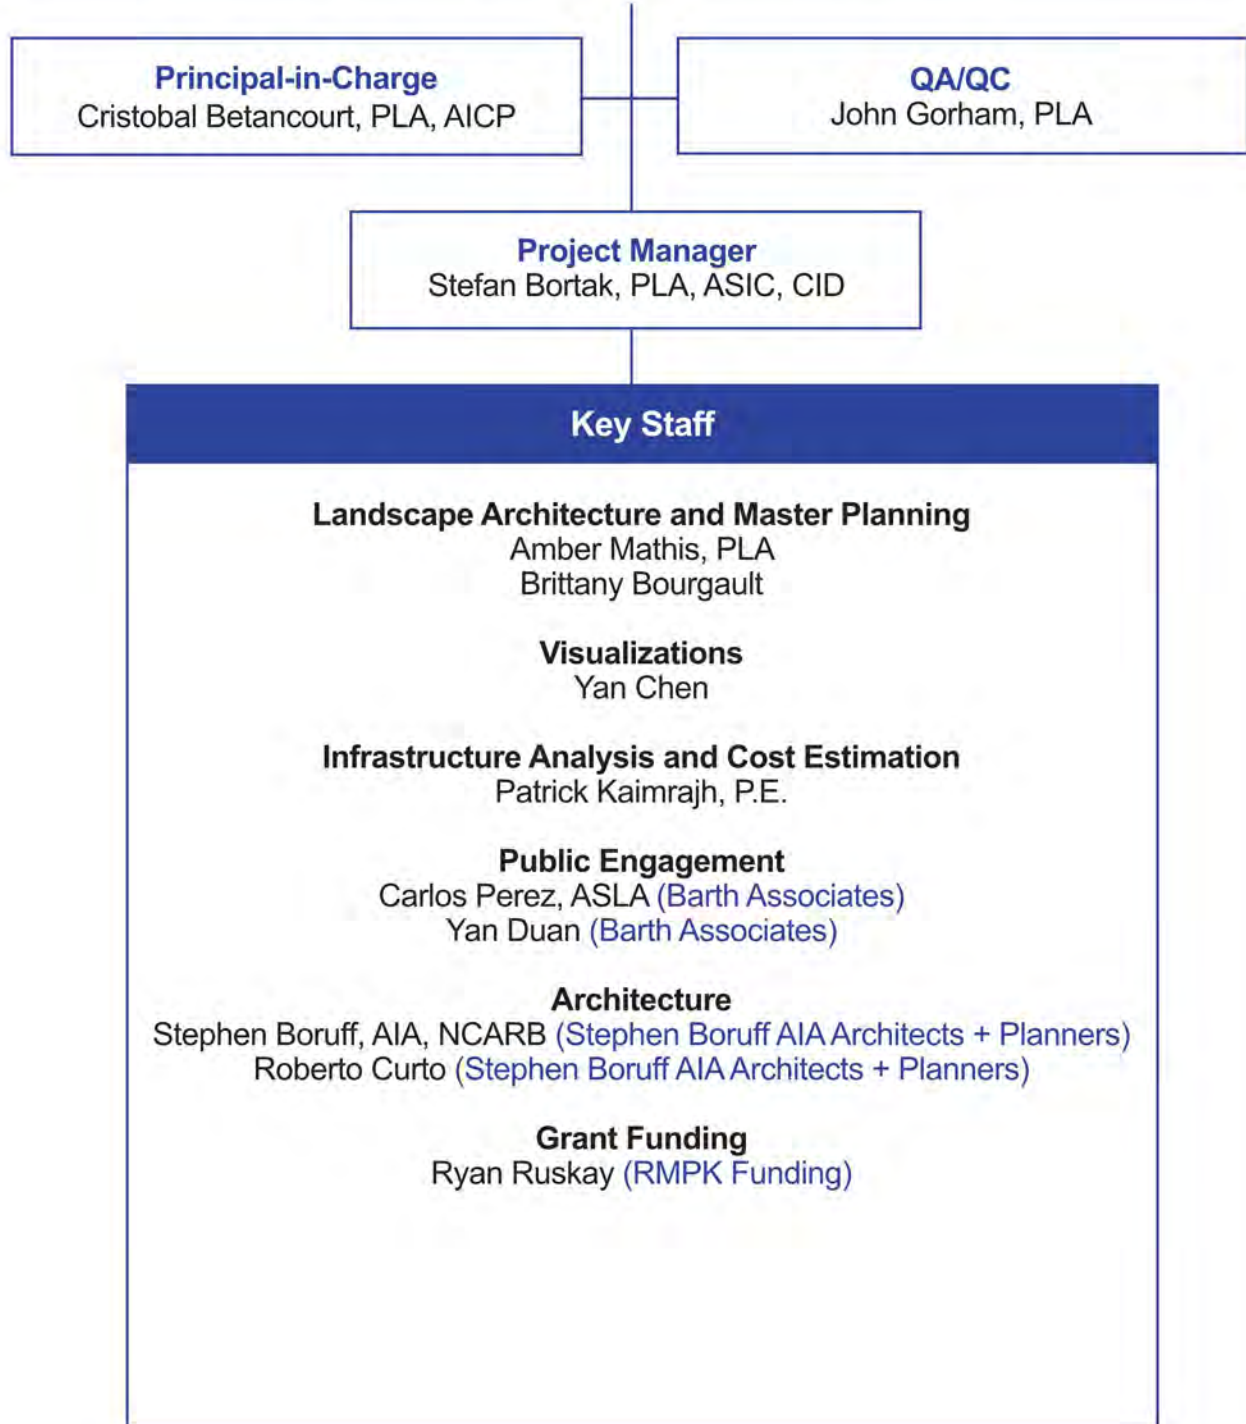 Principal-in-Charge
Cristobal Betancourt, PLA, AICP
QA/QC
John Gorham, PLA
Project Manager
Stefan Bortak, PLA, ASIC, CID
Key Staff
Landscape Architecture and Master Planning
Amber Mathis, PLA
Brittany Bourgault
Visualizations
Yan Chen
Infrastructure Analysis and Cost Estimation
Patrick Kaimrajh, P.E.
Public Engagement
Carlos Perez, ASLA (Barth Associates)
Yan Duan (Barth Associates)
Architecture
Stephen Boruff, AIA, NCARB (Stephen Boruff AIA Architects + Planners)
Roberto Curto (Stephen Boruff AIA Architects + Planners)
Grant Funding
Ryan Ruskay (RMPK Funding)